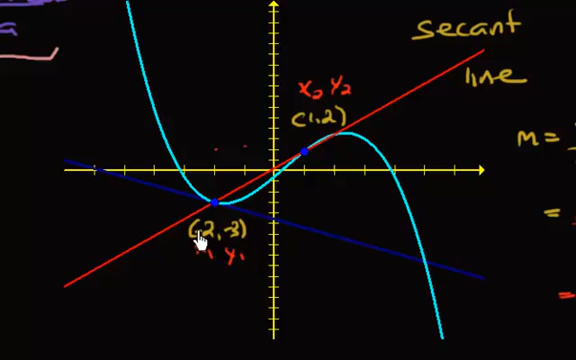 a
secant
line
x₂ y₂
(1,2)
m =
(-2,-3)
y₁
=
=